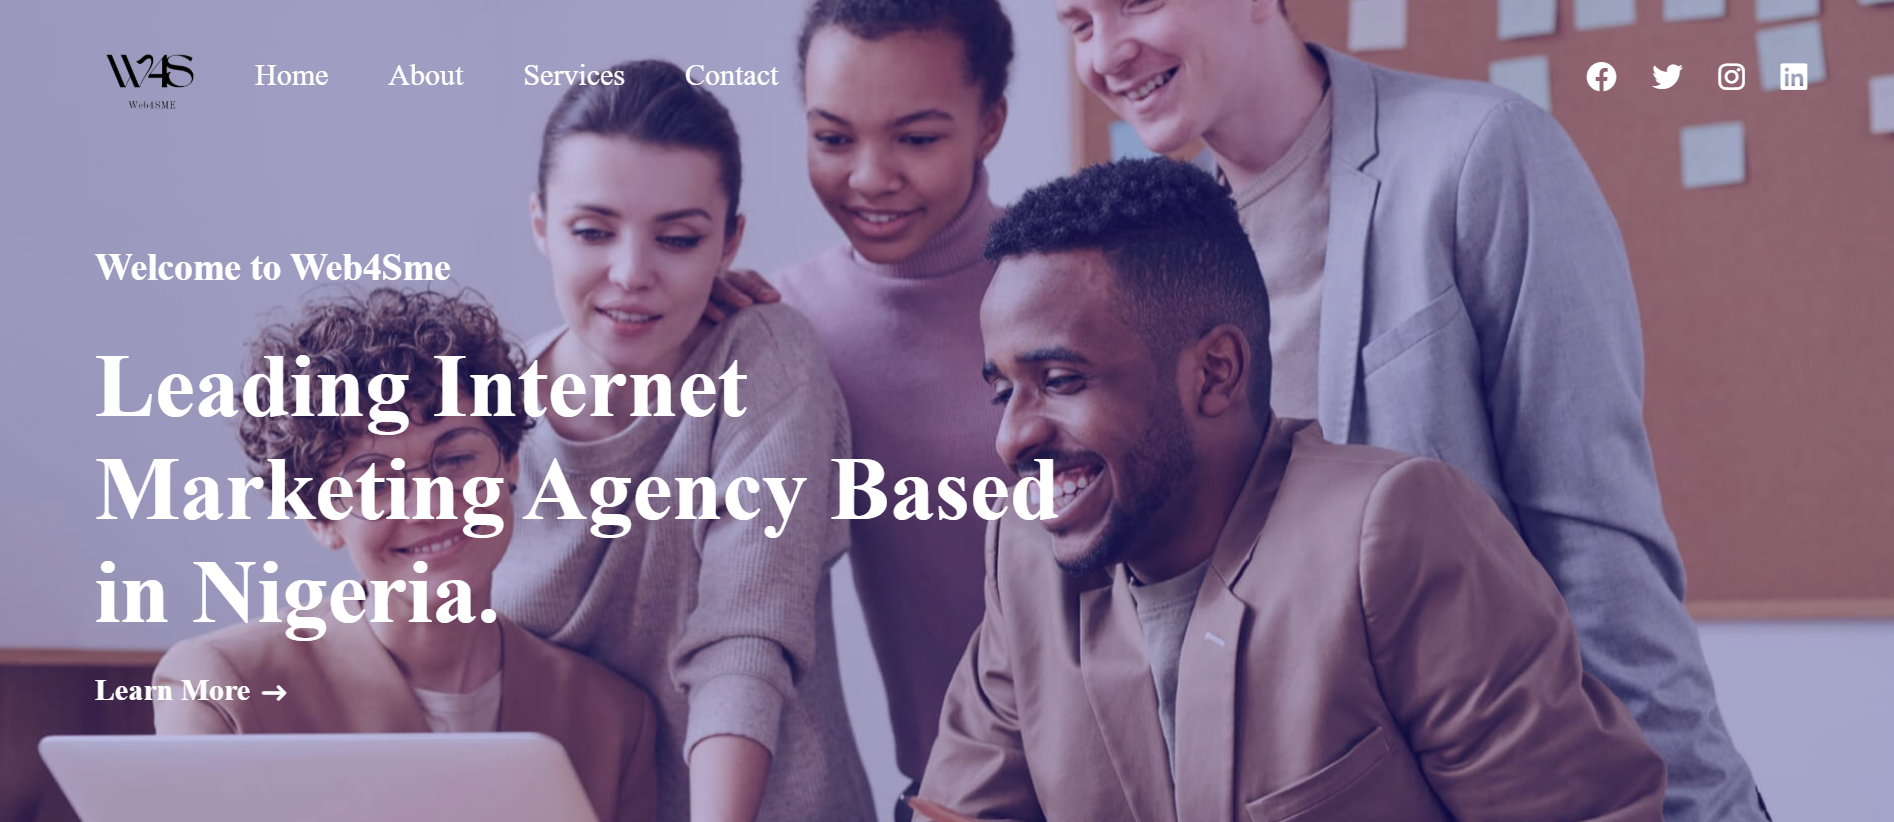 W4S
Web4SME
Home About Services Contact
Welcome to Web4Sme
Leading Internet
Marketing Agency Based
in Nigeria.
Learn More →